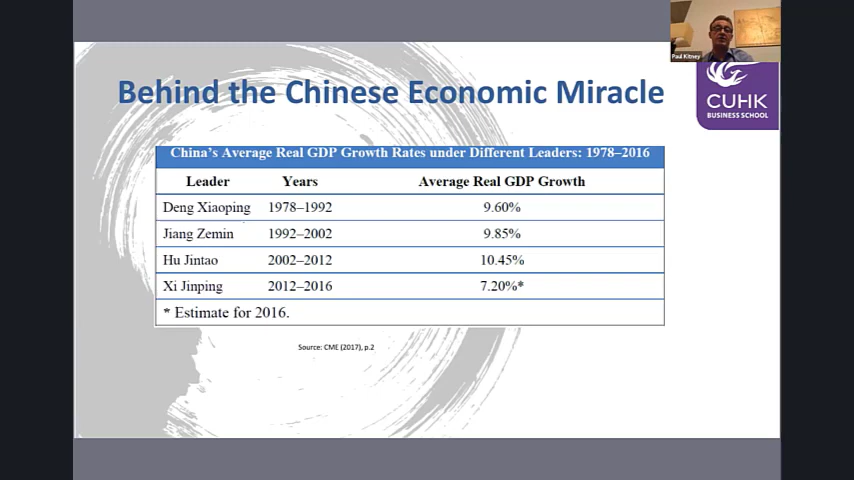 Paul Kitney
Behind the Chinese Economic Miracle
CUHK
BUSINESS SCHOOL
China's Average Real GDP Growth Rates under Different Leaders: 1978–2016
Leader Years Average Real GDP Growth
Deng Xiaoping 1978–1992 9.60%
Jiang Zemin 1992–2002 9.85%
Hu Jintao 2002–2012 10.45%
Xi Jinping 2012–2016 7.20%*
* Estimate for 2016.
Source: CME (2017), p.2